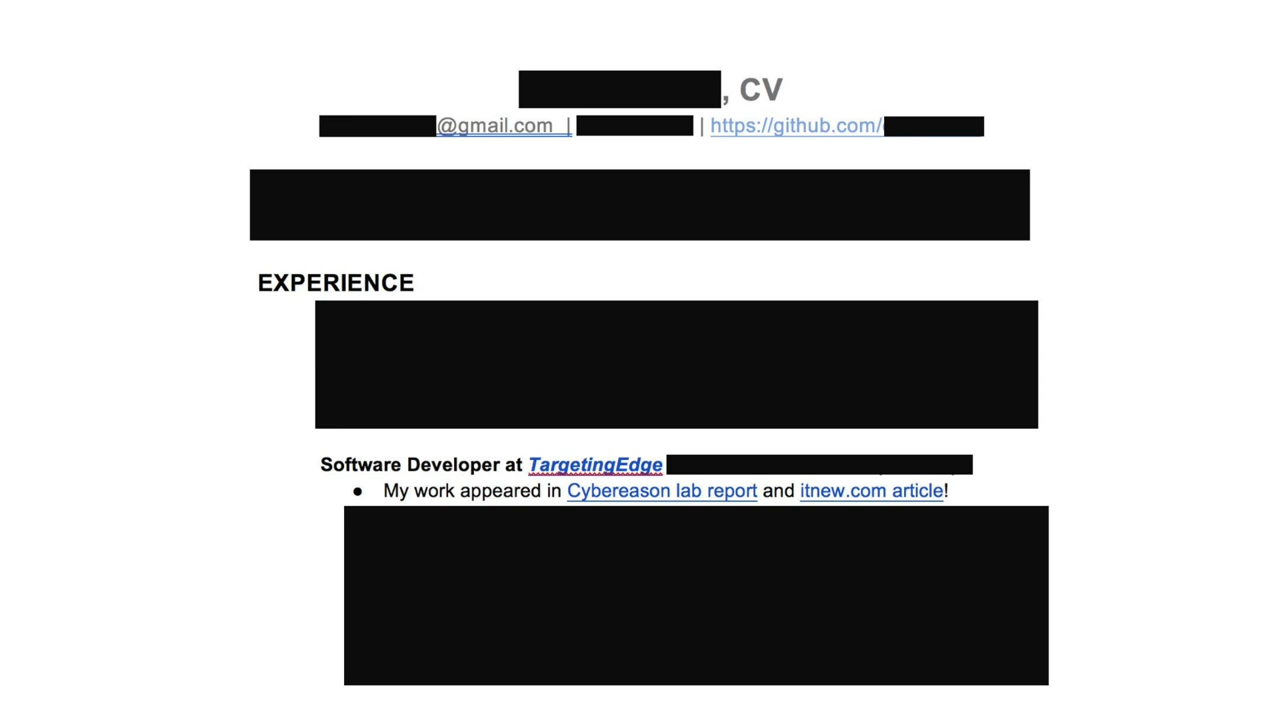 , CV
@gmail.com | | https://github.com/
EXPERIENCE
Software Developer at TargetingEdge
● My work appeared in Cybereason lab report and itnew.com article!